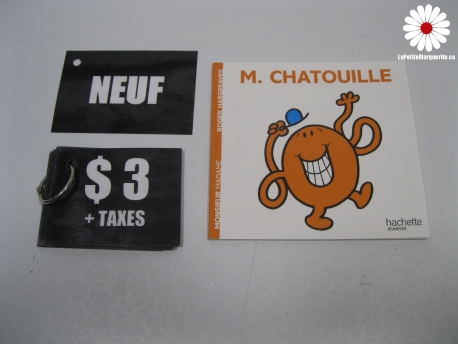 LaPetiteMarguerite.ca
NEUF
$ 3
+ TAXES
M. CHATOUILLE
ROGER HARGREAVES
MONSIEUR MADAME
hachette
JEUNESSE